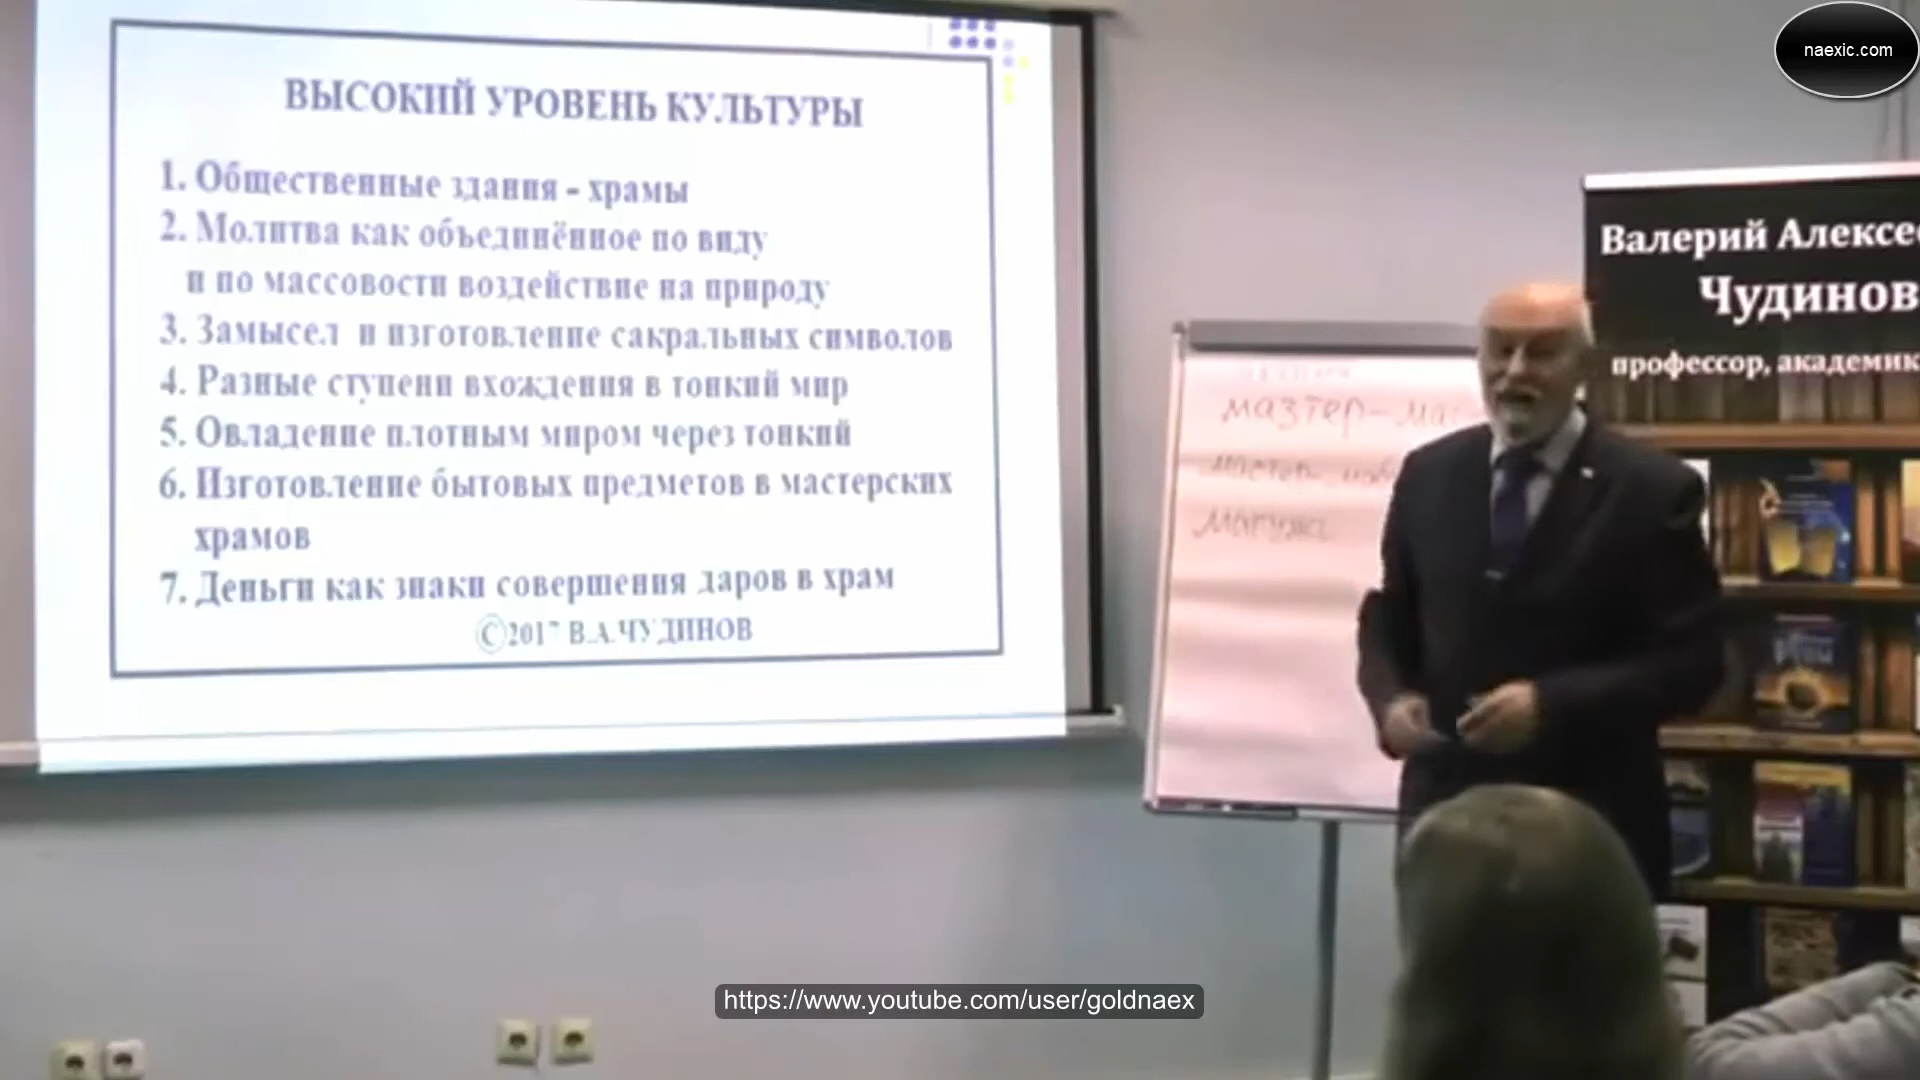 ВЫСОКИЙ УРОВЕНЬ КУЛЬТУРЫ
1. Общественные здания - храмы
2. Молитва как объединённое по виду
и по массовости воздействие на природу
3. Замысел и изготовление сакральных символов
4. Разные ступени вхождения в тонкий мир
5. Овладение плотным миром через тонкий
6. Изготовление бытовых предметов в мастерских
храмов
7. Деньги как знаки совершения даров в храм
©2017 В.А.ЧУДИНОВ
naexic.com
Валерий Алексе
Чудинов
профессор, академик
мазтер-
https://www.youtube.com/user/goldnaex